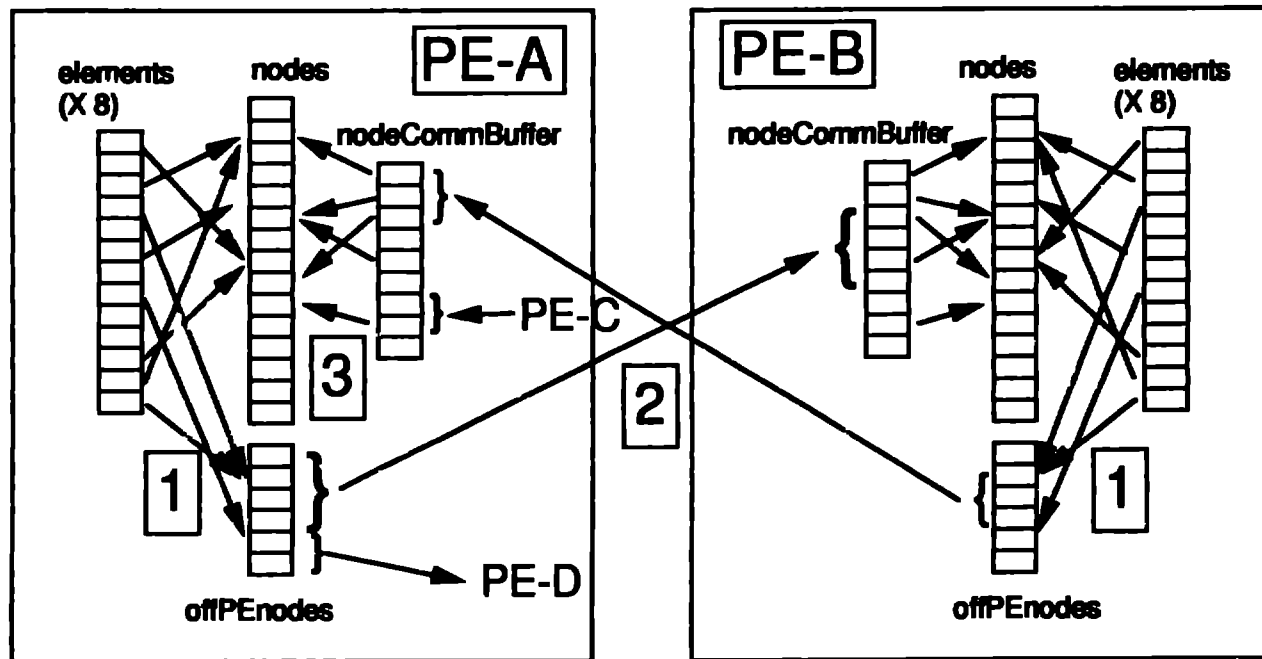 PE-A
elements
(X 8)
nodes
nodeCommBuffer
PE-C
3
1
PE-D
offPEnodes
2
PE-B
nodes
elements
(X 8)
nodeCommBuffer
1
offPEnodes